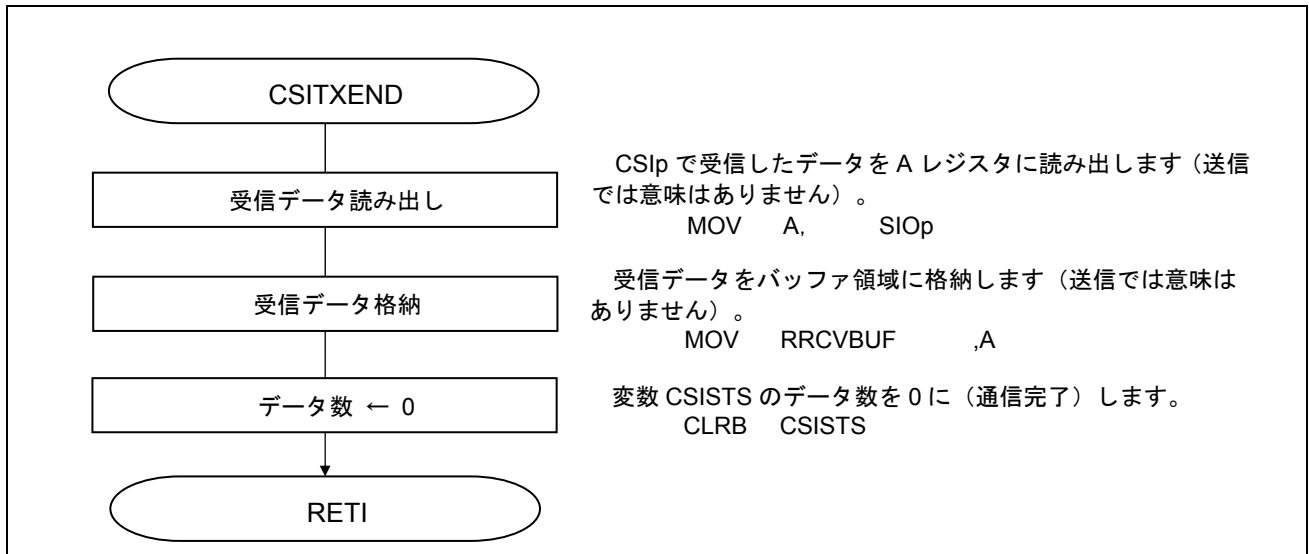 CSITXEND
受信データ読み出し
CSIp で受信したデータを A レジスタに読み出します（送信
では意味はありません）。
MOV A, SIOp
受信データ格納
受信データをバッファ領域に格納します（送信では意味は
ありません）。
MOV RRCVBUF ,A
データ数 ← 0
変数 CSISTS のデータ数を 0 に（通信完了）します。
CLRB CSISTS
RETI